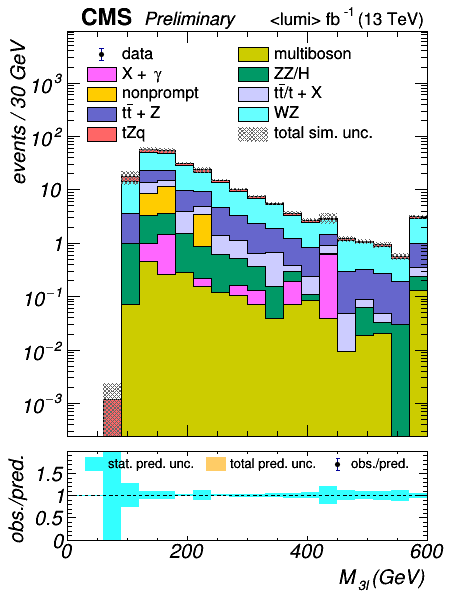 CMS Preliminary <lumi> fb⁻¹ (13 TeV)
events / 30 GeV
data
X + γ
nonprompt
tt̄ + Z
tZq
multiboson
ZZ/H
tt̄/t + X
WZ
total sim. unc.
10³
10²
10
1
10⁻¹
10⁻²
10⁻³
obs./pred.
stat. pred. unc. total pred. unc. obs./pred.
1.5
1
0.5
0
0 200 400 600
M₃ₗ (GeV)